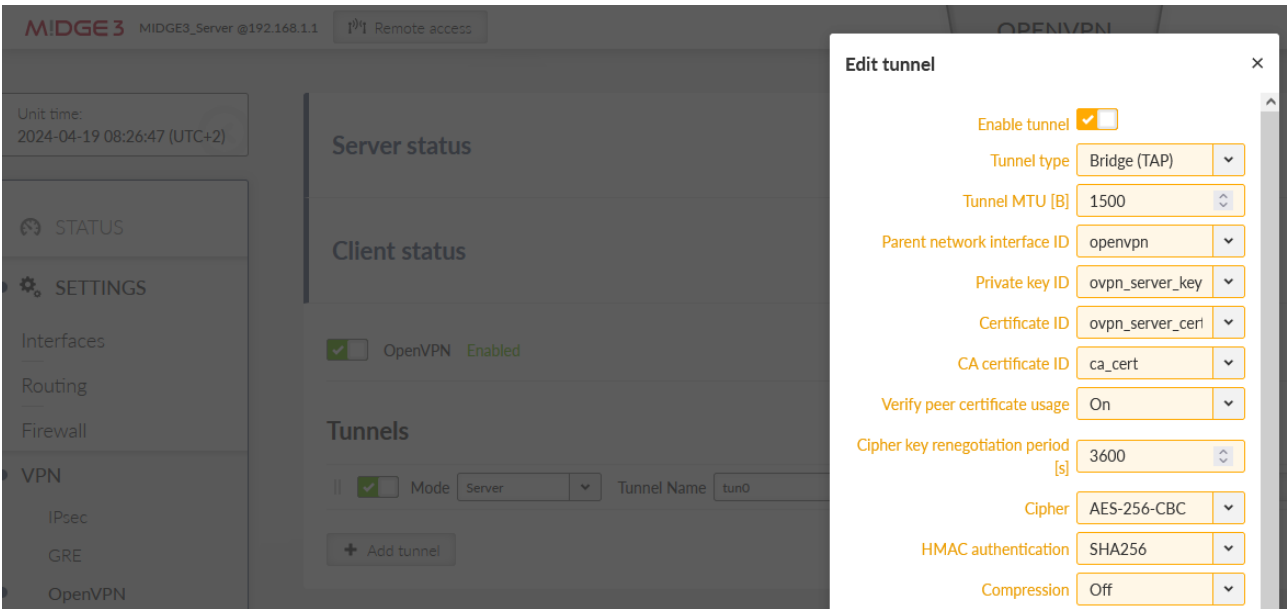 M!DGE 3 MIDGE3_Server @192.168.1.1 Remote access
OPENVPN
Unit time:
2024-04-19 08:26:47 (UTC+2)
STATUS
SETTINGS
Interfaces
Routing
Firewall
VPN
IPsec
GRE
OpenVPN
Server status
Client status
OpenVPN Enabled
Tunnels
Mode Server Tunnel Name tun0
+ Add tunnel
Edit tunnel ×
Enable tunnel
Tunnel type Bridge (TAP)
Tunnel MTU [B] 1500
Parent network interface ID openvpn
Private key ID ovpn_server_key
Certificate ID ovpn_server_cert
CA certificate ID ca_cert
Verify peer certificate usage On
Cipher key renegotiation period
[s] 3600
Cipher AES-256-CBC
HMAC authentication SHA256
Compression Off